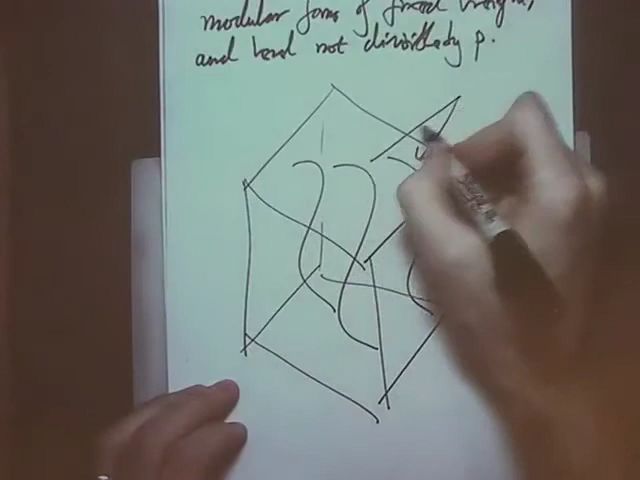 modular forms of fixed weight,
and level not divisible by p.